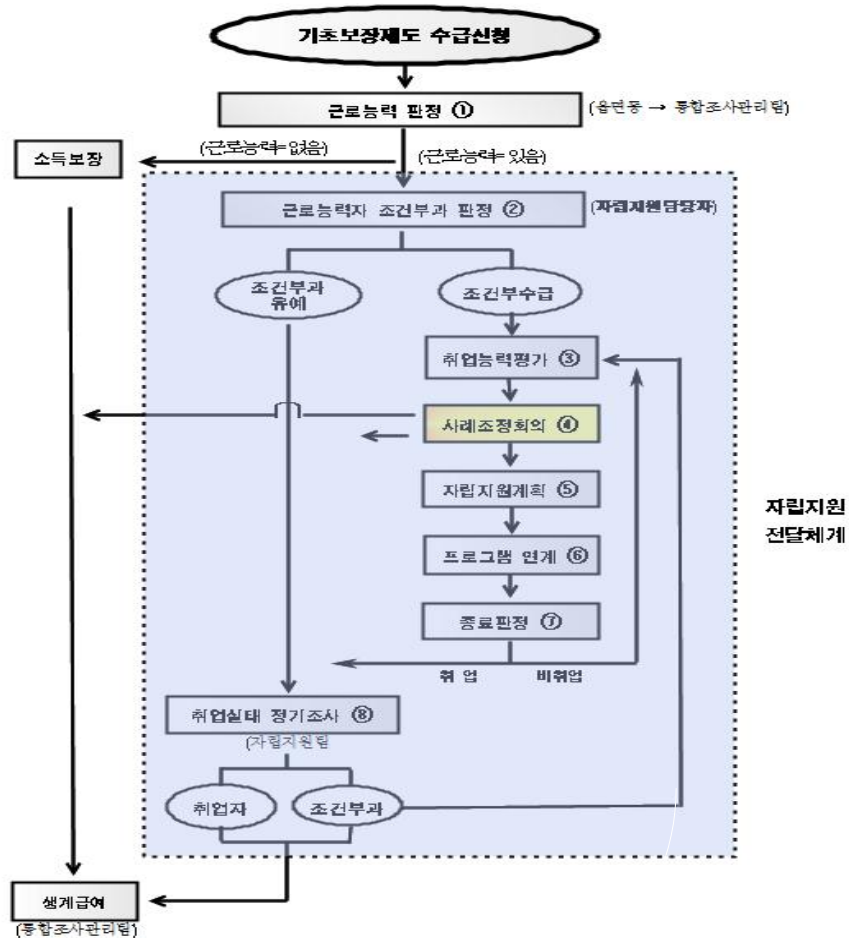 기초보장제도 수급신청
근로능력 판정 ①
(읍면동 → 통합조사관리팀)
(근로능력=없음)
(근로능력= 있음)
소득보장
근로능력자 조건부과 판정 ②
(자립지원담당자)
조건부과
유예
조건부수급
취업능력평가 ③
사례조정회의 ④
자립지원계획 ⑤
프로그램 연계 ⑥
종료판정 ⑦
자립지원
전달체계
취 업
비취업
취업실태 정기조사 ⑧
(자립지원팀
취업자
조건부과
생계급여
(통합조사관리팀)